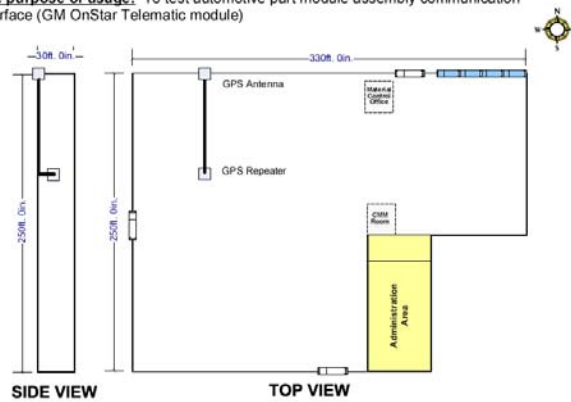 purpose of usage: To test automotive part module assembly communication
erface (GM OnStar Telematic module)
N
W
S
30ft. 0in.
330ft. 0in.
GPS Antenna
Material
Control
Office
GPS Repeater
250ft. 0in.
250ft. 0in.
CMM
Room
Administration
Area
SIDE VIEW
TOP VIEW